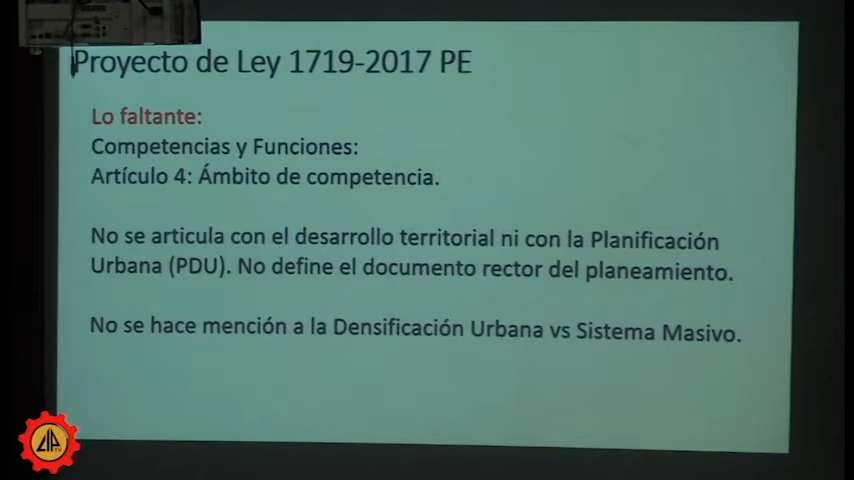 Proyecto de Ley 1719-2017 PE
Lo faltante:
Competencias y Funciones:
Artículo 4: Ámbito de competencia.
No se articula con el desarrollo territorial ni con la Planificación
Urbana (PDU). No define el documento rector del planeamiento.
No se hace mención a la Densificación Urbana vs Sistema Masivo.